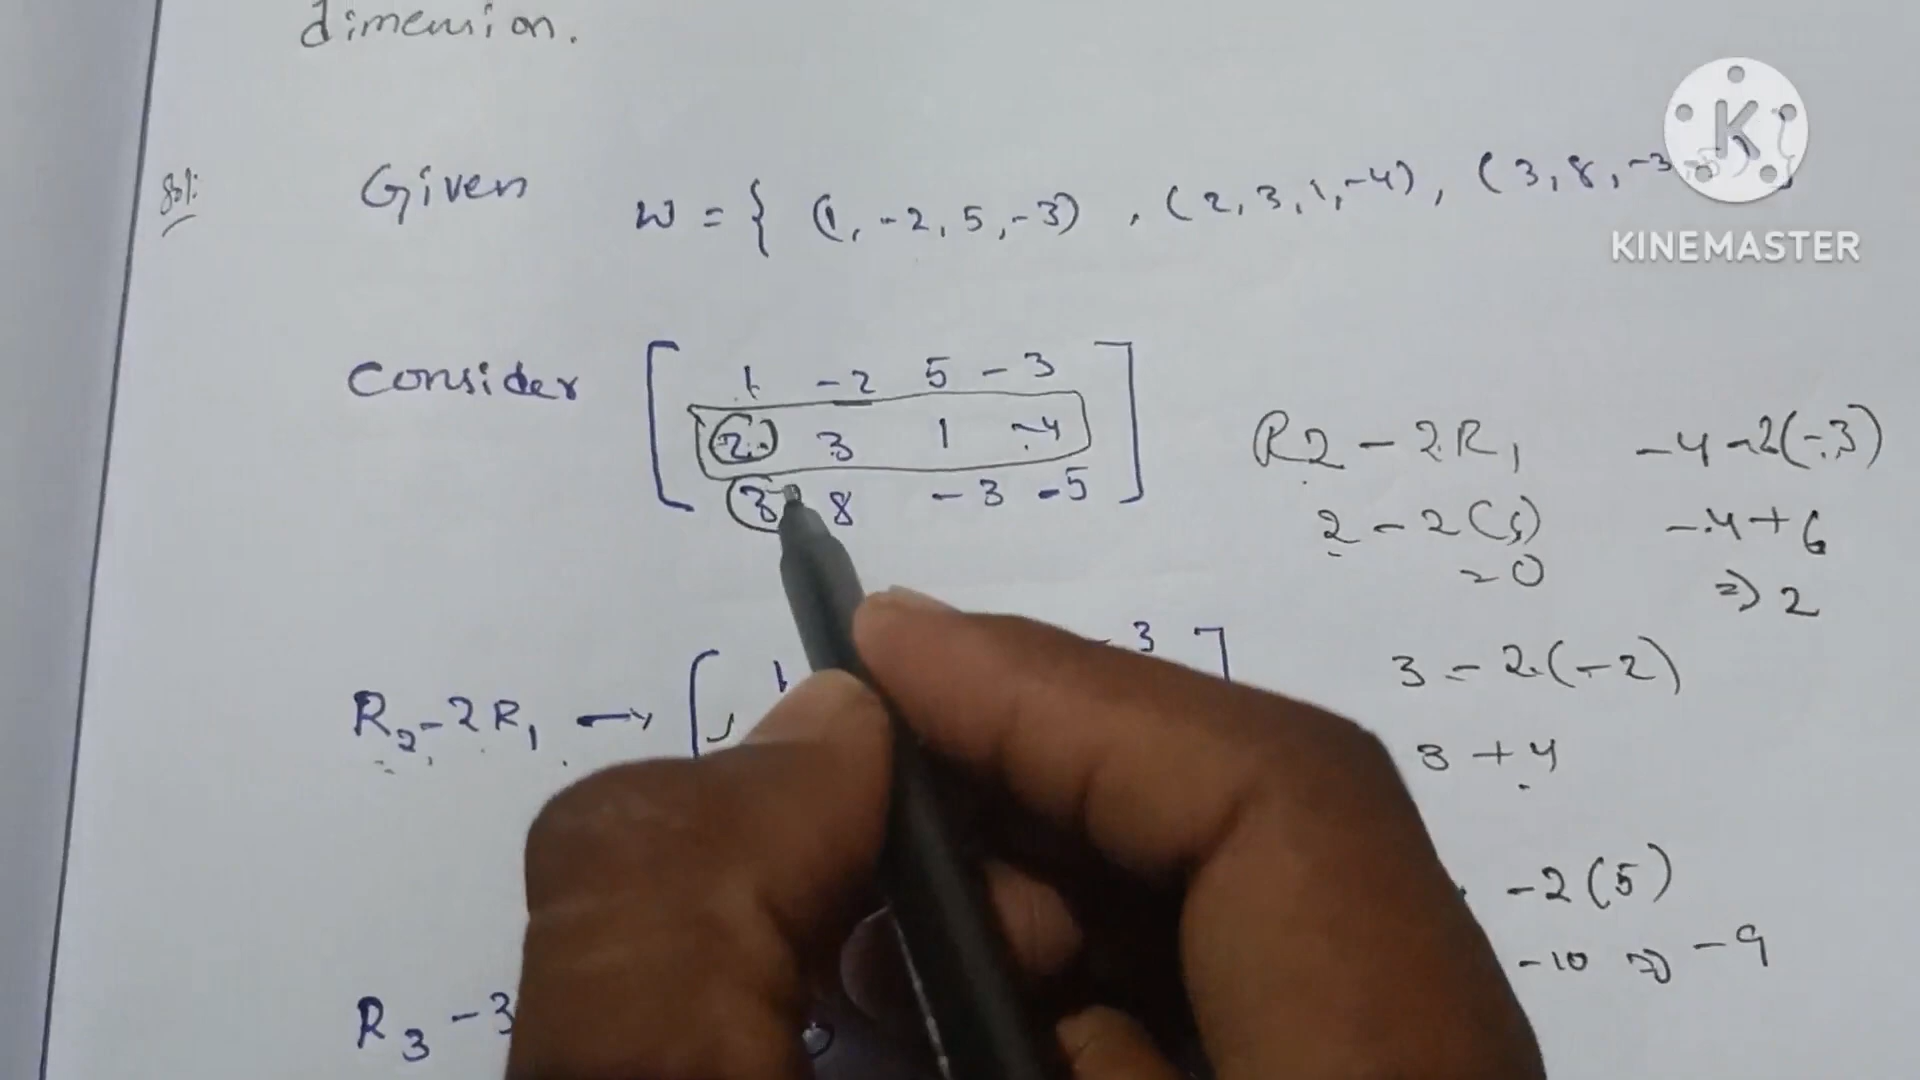 dimension.
Sol:
Given w = { (1, -2, 5, -3) , (2, 3, 1, -4) , (3, 8, -3, -5) }
K
KINEMASTER
Consider [ 1 -2 5 -3
2 3 1 -4
3 8 -3 -5 ]
R2 - 2R1 -4 -2(-3)
2 - 2(1) -4+6
=0 => 2
3 - 2.(-2)
R2 - 2R1 → [ 1 -3 ]
3 + 4
-2(5)
-10 => -9
R3 - 3